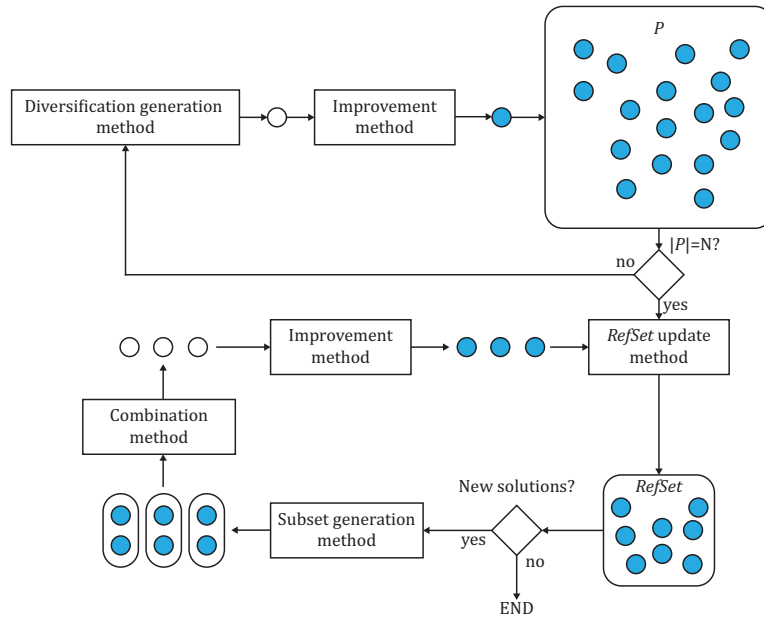 P
Diversification generation
method
Improvement
method
|P|=N?
no
yes
Improvement
method
RefSet update
method
Combination
method
RefSet
New solutions?
Subset generation
method
yes
no
END